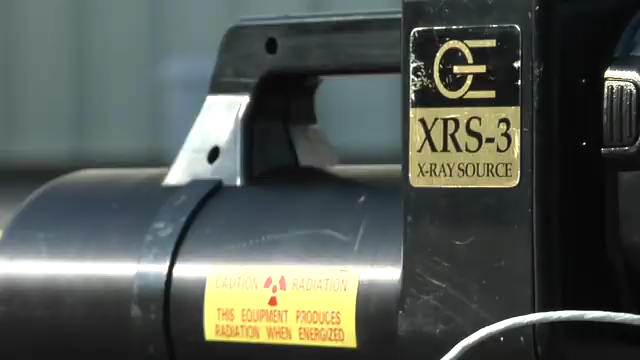 XRS-3
X-RAY SOURCE
CAUTION RADIATION
THIS EQUIPMENT PRODUCES
RADIATION WHEN ENERGIZED